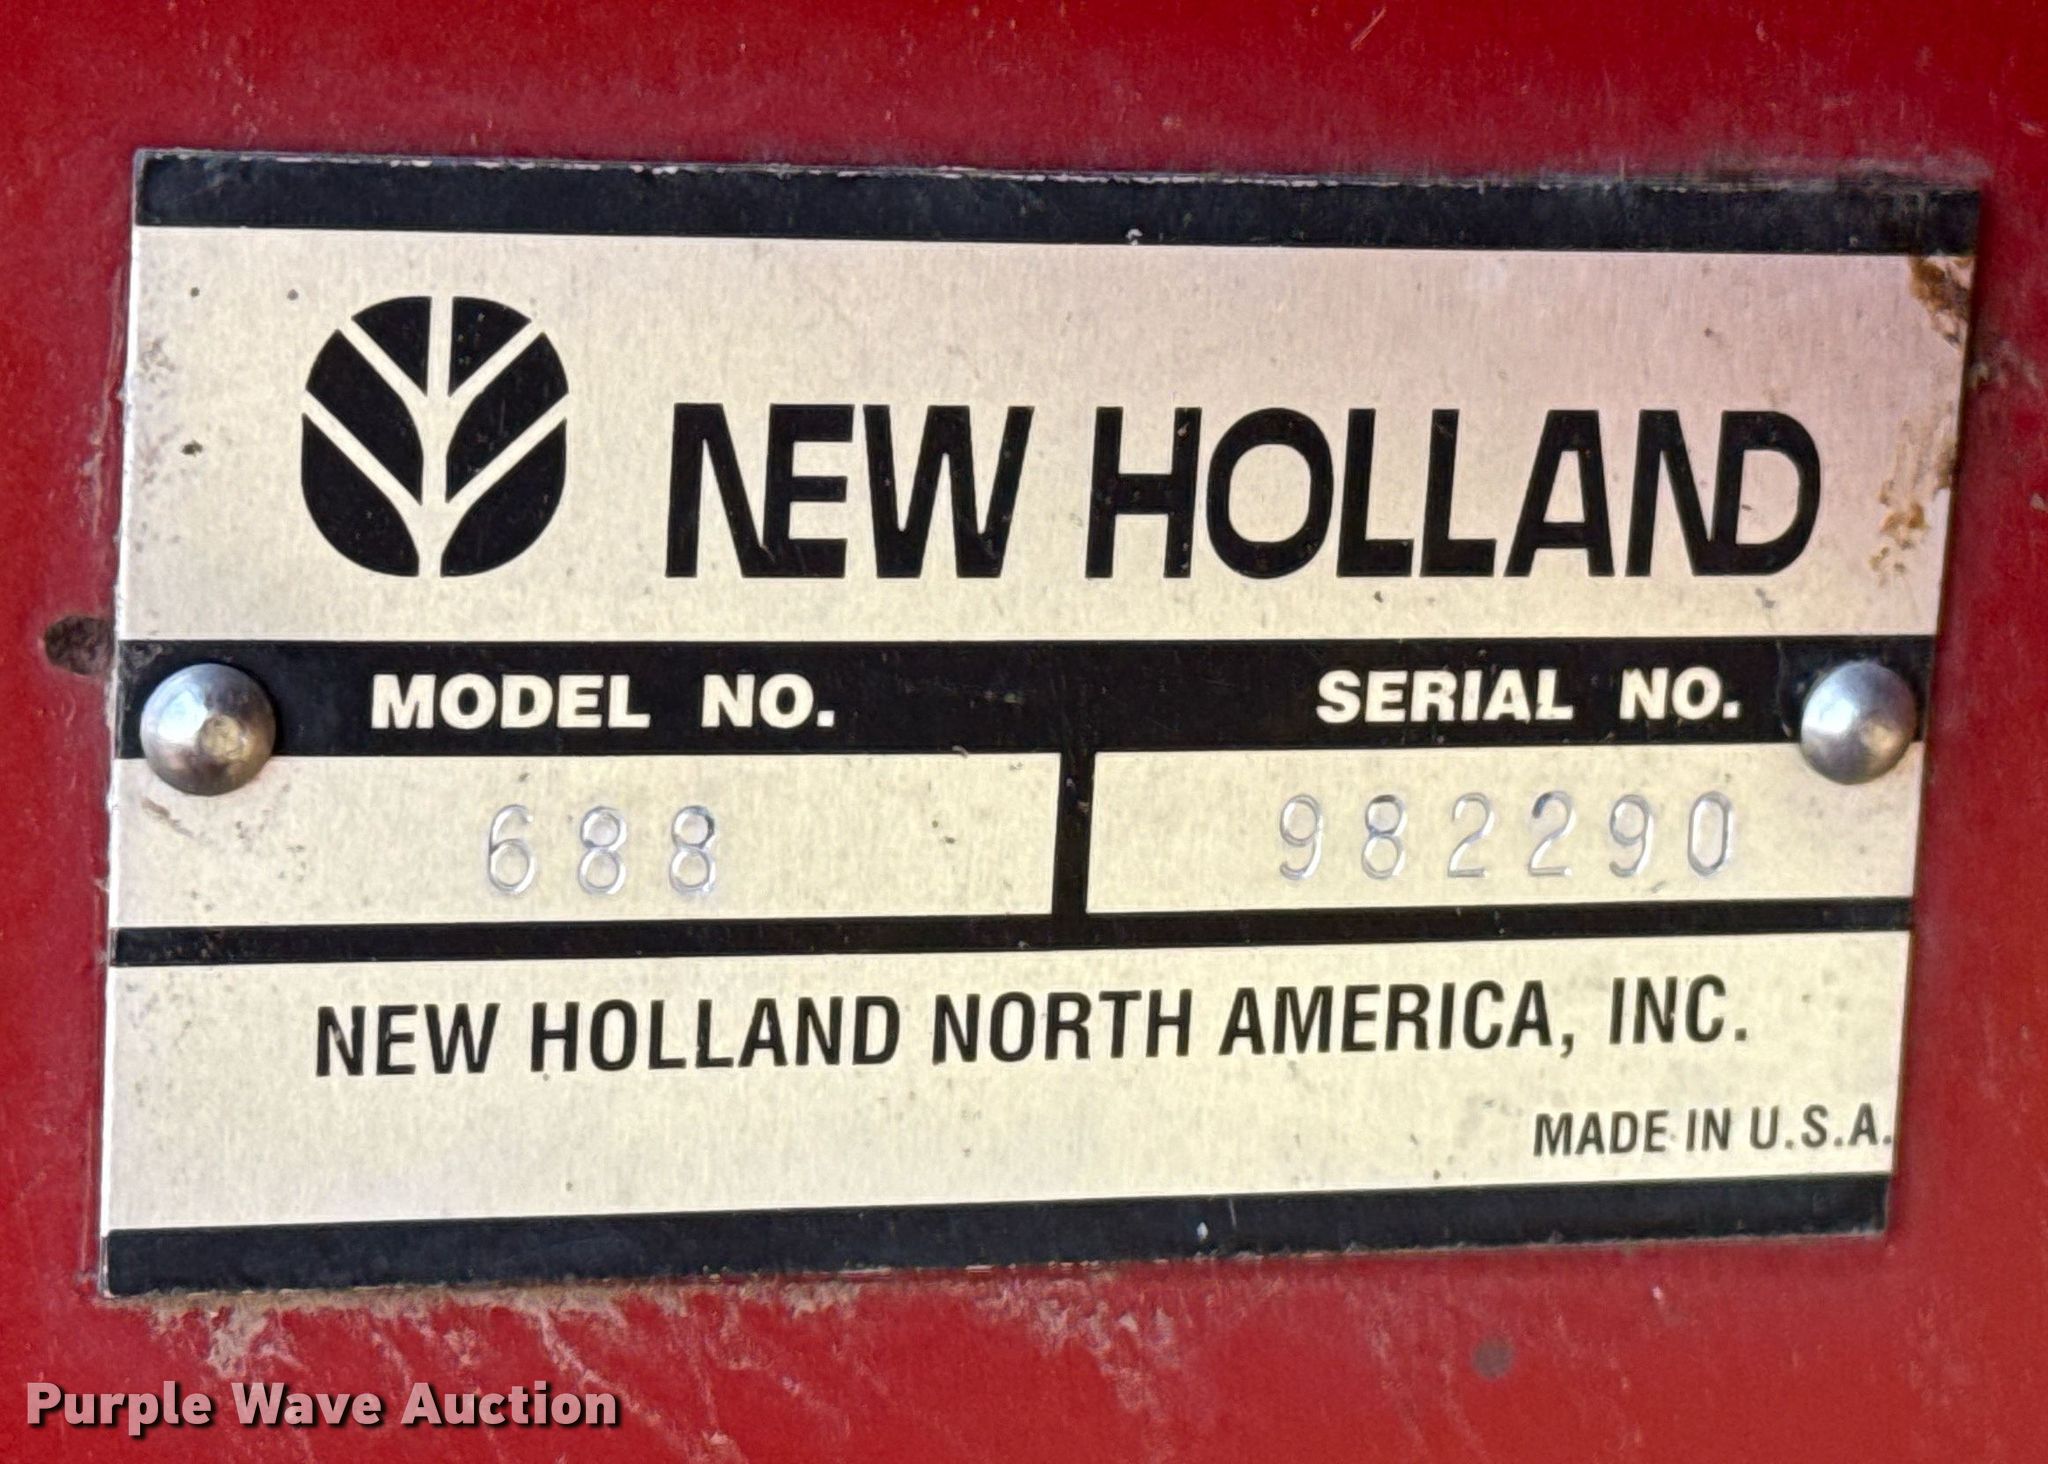 NEW HOLLAND
MODEL NO. SERIAL NO.
688 982290
NEW HOLLAND NORTH AMERICA, INC.
MADE IN U.S.A.
Purple Wave Auction